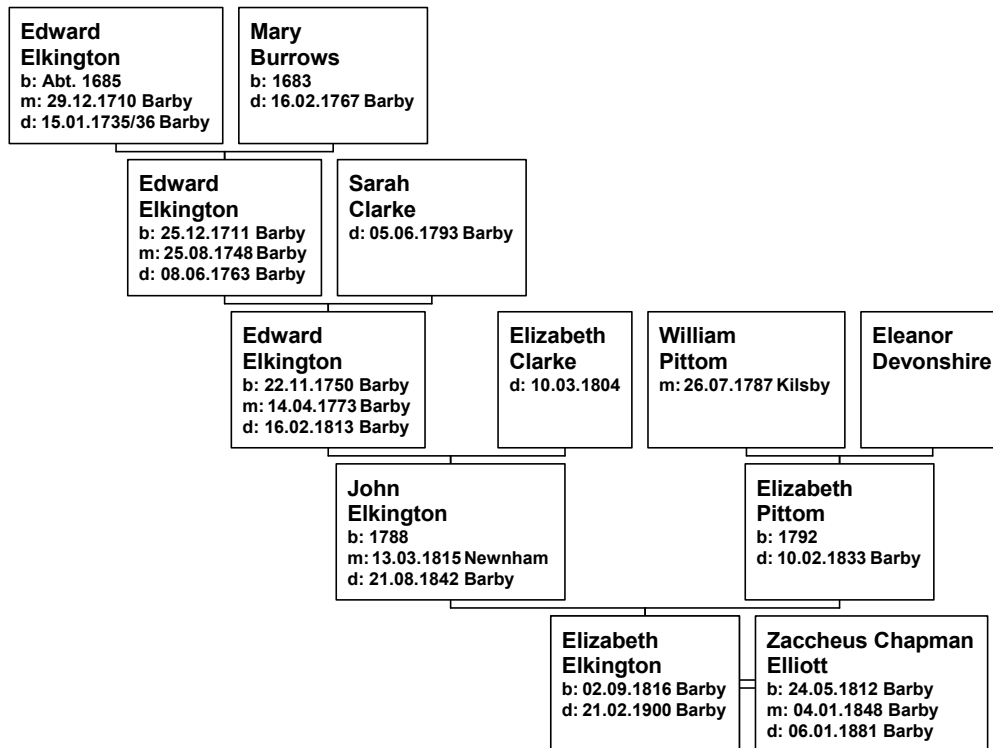 Edward
Elkington
b: Abt. 1685
m: 29.12.1710 Barby
d: 15.01.1735/36 Barby
Mary
Burrows
b: 1683
d: 16.02.1767 Barby
Edward
Elkington
b: 25.12.1711 Barby
m: 25.08.1748 Barby
d: 08.06.1763 Barby
Sarah
Clarke
d: 05.06.1793 Barby
Edward
Elkington
b: 22.11.1750 Barby
m: 14.04.1773 Barby
d: 16.02.1813 Barby
Elizabeth
Clarke
d: 10.03.1804
William
Pittom
m: 26.07.1787 Kilsby
Eleanor
Devonshire
John
Elkington
b: 1788
m: 13.03.1815 Newnham
d: 21.08.1842 Barby
Elizabeth
Pittom
b: 1792
d: 10.02.1833 Barby
Elizabeth
Elkington
b: 02.09.1816 Barby
d: 21.02.1900 Barby
Zaccheus Chapman
Elliott
b: 24.05.1812 Barby
m: 04.01.1848 Barby
d: 06.01.1881 Barby